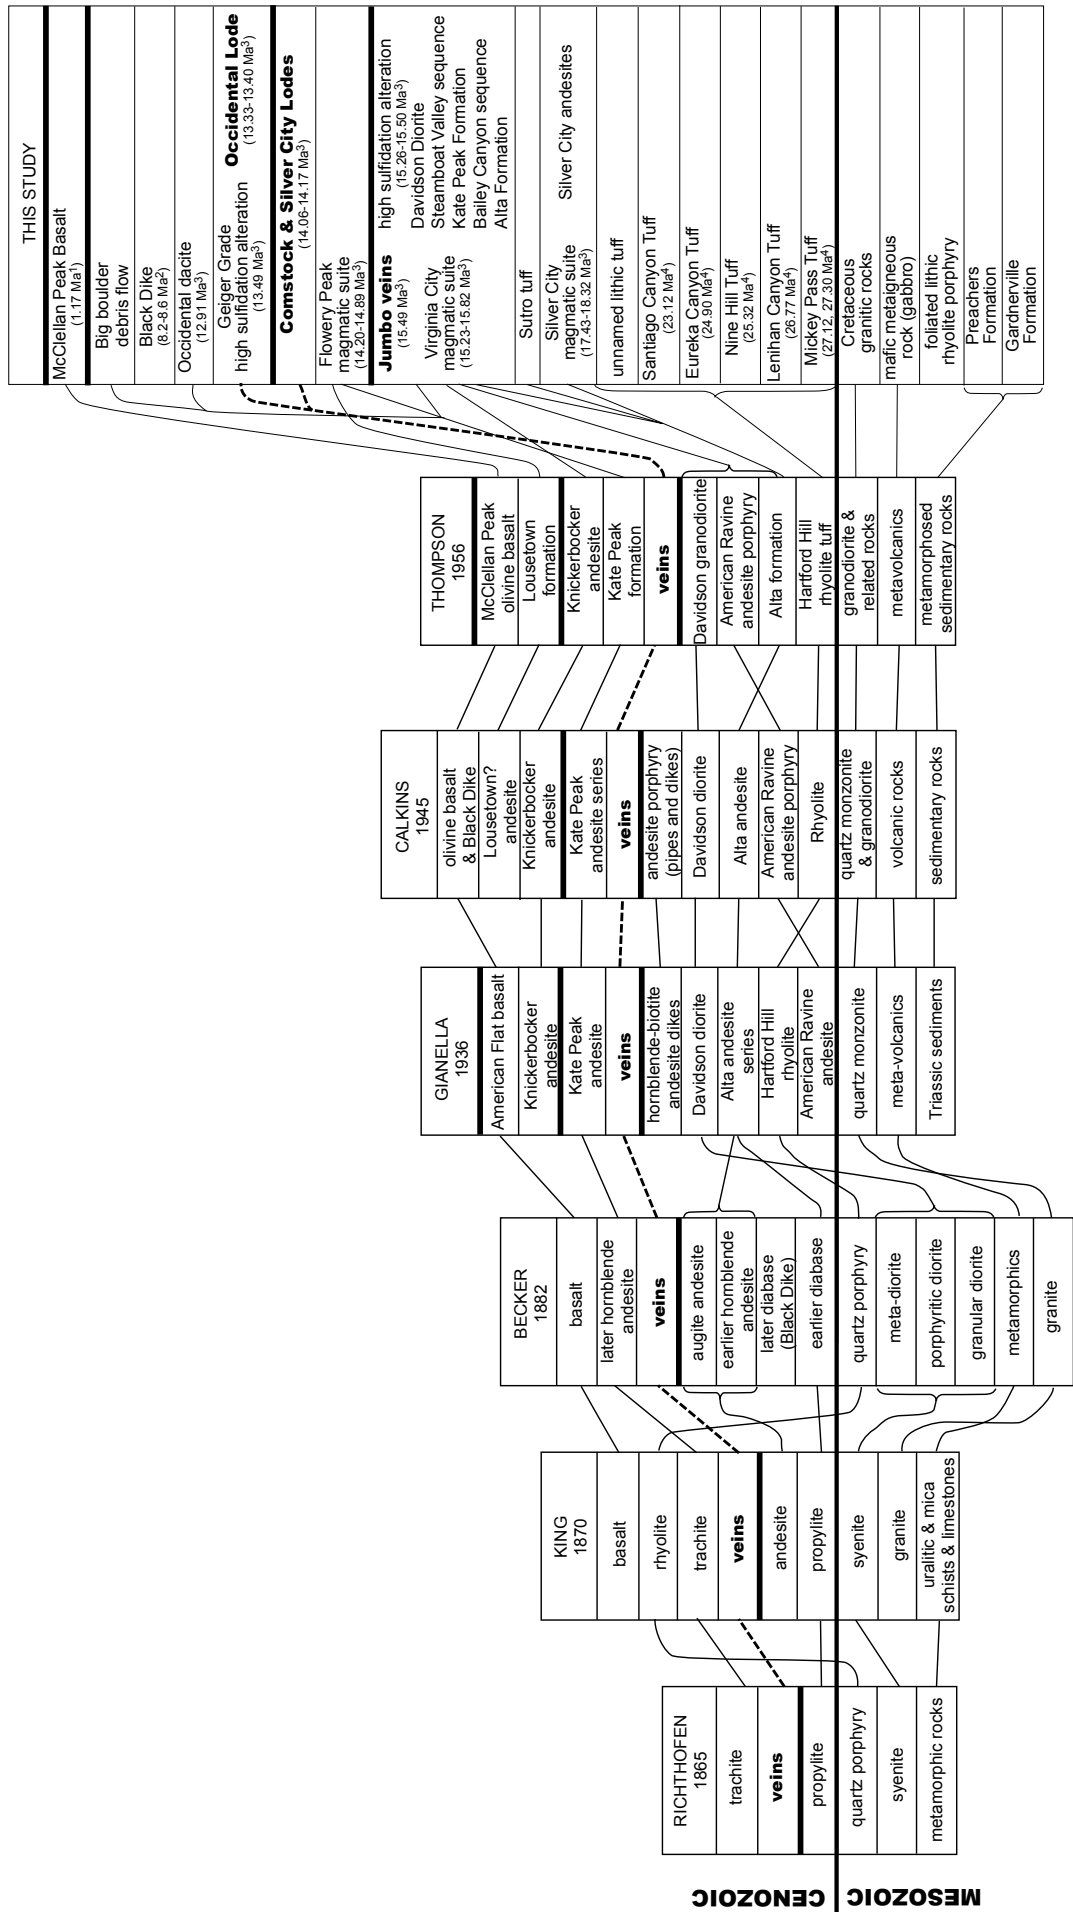 RICHTHOFEN
1865
trachite
veins
propylite
quartz porphyry
syenite
metamorphic rocks
KING
1870
basalt
rhyolite
trachite
veins
andesite
propylite
syenite
granite
uralitic & mica
schists & limestones
BECKER
1882
basalt
later hornblende
andesite
veins
augite andesite
earlier hornblende
andesite
later diabase
(Black Dike)
earlier diabase
quartz porphyry
meta-diorite
porphyritic diorite
granular diorite
metamorphics
granite
GIANELLA
1936
American Flat basalt
Knickerbocker
andesite
Kate Peak
andesite
veins
hornblende-biotite
andesite dikes
Davidson diorite
Alta andesite
series
Hartford Hill
rhyolite
American Ravine
andesite
quartz monzonite
meta-volcanics
Triassic sediments
CALKINS
1945
olivine basalt
& Black Dike
Lousetown?
andesite
Knickerbocker
andesite
Kate Peak
andesite series
veins
andesite porphyry
(pipes and dikes)
Davidson diorite
Alta andesite
American Ravine
andesite porphyry
Rhyolite
quartz monzonite
& granodiorite
volcanic rocks
sedimentary rocks
THOMPSON
1956
McClellan Peak
olivine basalt
Lousetown
formation
Knickerbocker
andesite
Kate Peak
formation
veins
Davidson granodiorite
American Ravine
andesite porphyry
Alta formation
Hartford Hill
rhyolite tuff
granodiorite &
related rocks
metavolcanics
metamorphosed
sedimentary rocks
THIS STUDY
McClellan Peak Basalt
(1.17 Ma¹)
Big boulder
debris flow
Black Dike
(8.2-8.6 Ma²)
Occidental dacite
(12.91 Ma³)
Geiger Grade
high sulfidation alteration
(13.49 Ma³)
Occidental Lode
(13.33-13.40 Ma³)
Comstock & Silver City Lodes
(14.06-14.17 Ma³)
Flowery Peak
magmatic suite
(14.20-14.89 Ma³)
Jumbo veins
(15.49 Ma³)
Virginia City
magmatic suite
(15.23-15.82 Ma³)
high sulfidation alteration
(15.26-15.50 Ma³)
Davidson Diorite
Steamboat Valley sequence
Kate Peak Formation
Bailey Canyon sequence
Alta Formation
Sutro tuff
Silver City
magmatic suite
(17.43-18.32 Ma³)
Silver City andesites
unnamed lithic tuff
Santiago Canyon Tuff
(23.12 Ma⁴)
Eureka Canyon Tuff
(24.90 Ma⁴)
Nine Hill Tuff
(25.32 Ma⁴)
Lenihan Canyon Tuff
(26.77 Ma⁴)
Mickey Pass Tuff
(27.12, 27.30 Ma⁴)
Cretaceous
granitic rocks
mafic metaigneous
rock (gabbro)
foliated lithic
rhyolite porphyry
Preachers
Formation
Gardnerville
Formation
CENOZOIC
MESOZOIC